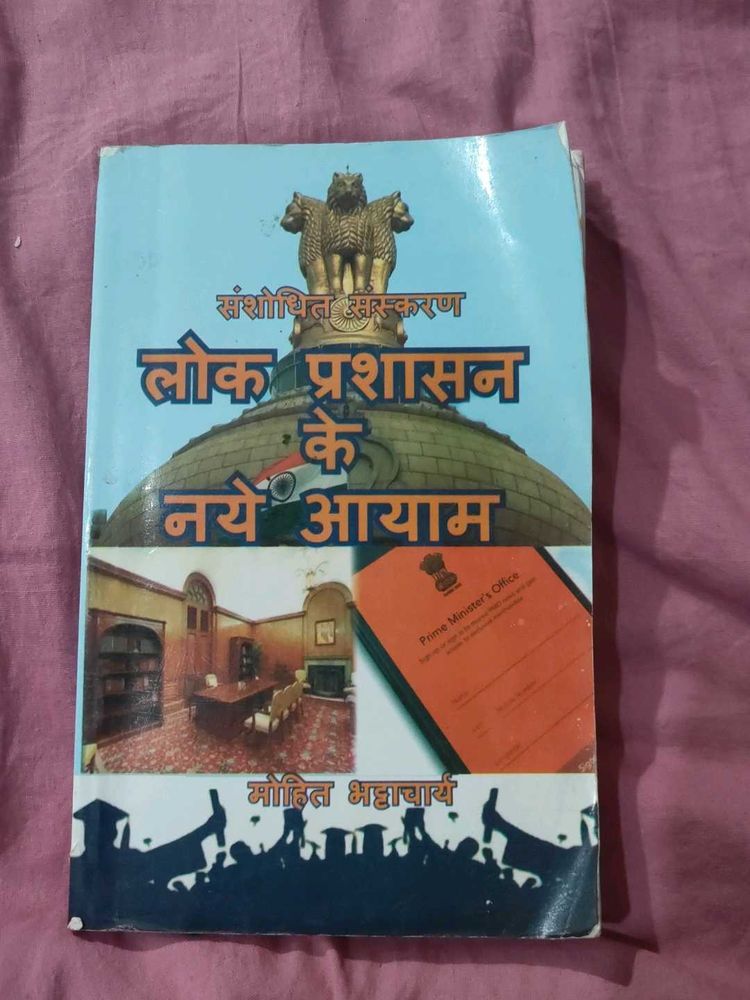 संशोधित संस्करण
लोक प्रशासन
के
नये आयाम
Prime Minister's Office
मोहित भट्टाचार्य